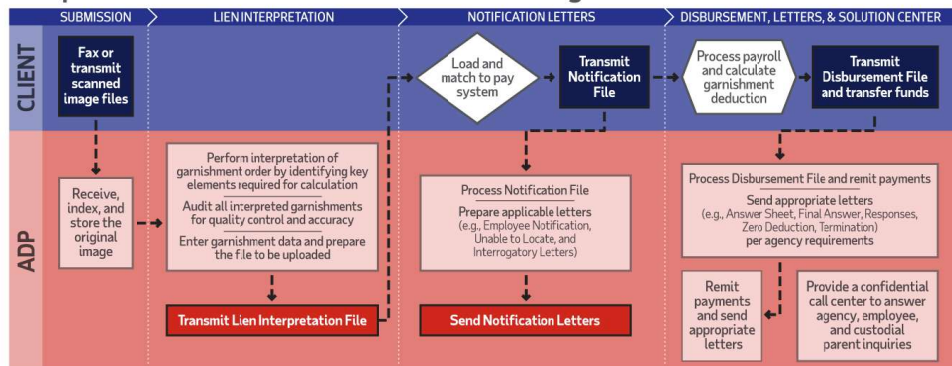 SUBMISSION
LIEN INTERPRETATION
NOTIFICATION LETTERS
DISBURSEMENT, LETTERS, & SOLUTION CENTER
CLIENT
Fax or
transmit
scanned
image files
Load and
match to pay
system
Transmit
Notification
File
Process payroll
and calculate
garnishment
deduction
Transmit
Disbursement File
and transfer funds
ADP
Receive,
index, and
store the
original
image
Perform interpretation of
garnishment order by identifying key
elements required for calculation
Audit all interpreted garnishments
for quality control and accuracy
Enter garnishment data and prepare
the file to be uploaded
Transmit Lien Interpretation File
Process Notification File
Prepare applicable letters
(e.g., Employee Notification,
Unable to Locate, and
Interrogatory Letters)
Send Notification Letters
Process Disbursement File and remit payments
Send appropriate letters
(e.g., Answer Sheet, Final Answer, Responses,
Zero Deduction, Termination)
per agency requirements
Remit
payments
and send
appropriate
letters
Provide a confidential
call center to answer
agency, employee,
and custodial
parent inquiries